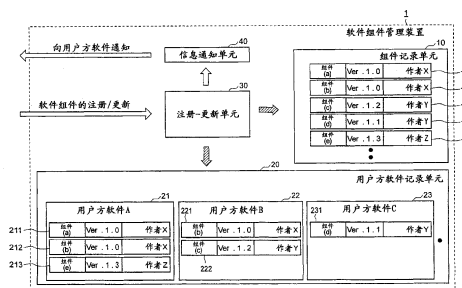 1
软件组件管理装置
向用户方软件通知
40
信息通知单元
10
组件记录单元
组件 (a) Ver.1.0 作者X
组件 (b) Ver.1.0 作者X
组件 (c) Ver.1.2 作者Y
组件 (d) Ver.1.1 作者Y
组件 (e) Ver.1.3 作者Z
软件组件的注册/更新
30
注册-更新单元
20
用户方软件记录单元
21
用户方软件A
211 组件 (a) Ver.1.0 作者X
212 组件 (b) Ver.1.0 作者X
213 组件 (e) Ver.1.3 作者Z
22
用户方软件B
221
组件 (b) Ver.1.0 作者X
组件 (c) Ver.1.2 作者Y
222
23
用户方软件C
231
组件 (d) Ver.1.1 作者Y